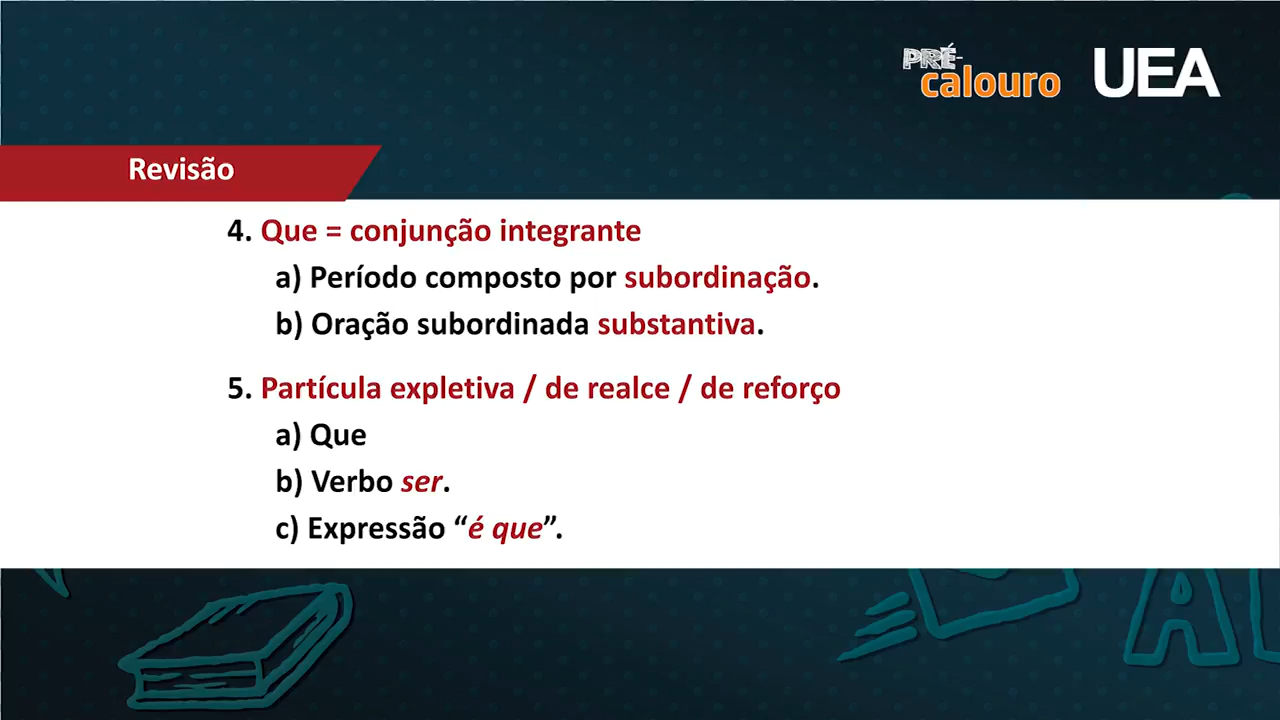 PRÉ-
calouro
UEA
Revisão
4. Que = conjunção integrante
a) Período composto por subordinação.
b) Oração subordinada substantiva.
5. Partícula expletiva / de realce / de reforço
a) Que
b) Verbo ser.
c) Expressão “é que”.